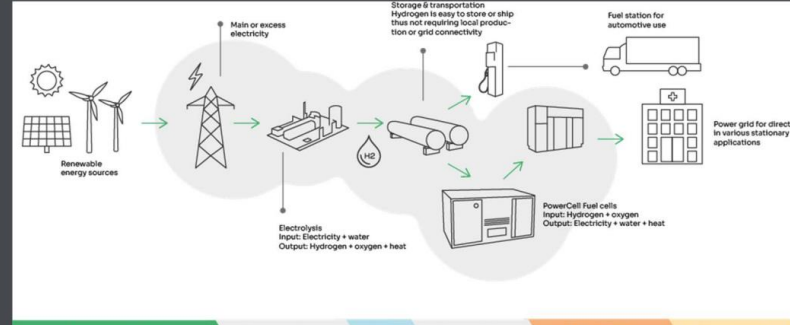 Main or excess
electricity
Storage & transportation
Hydrogen is easy to store or ship
thus not requiring local produc-
tion or grid connectivity
Fuel station for
automotive use
Renewable
energy sources
H2
Power grid for direct
in various stationary
applications
PowerCell Fuel cells
Input: Hydrogen + oxygen
Output: Electricity + water + heat
Electrolysis
Input: Electricity + water
Output: Hydrogen + oxygen + heat